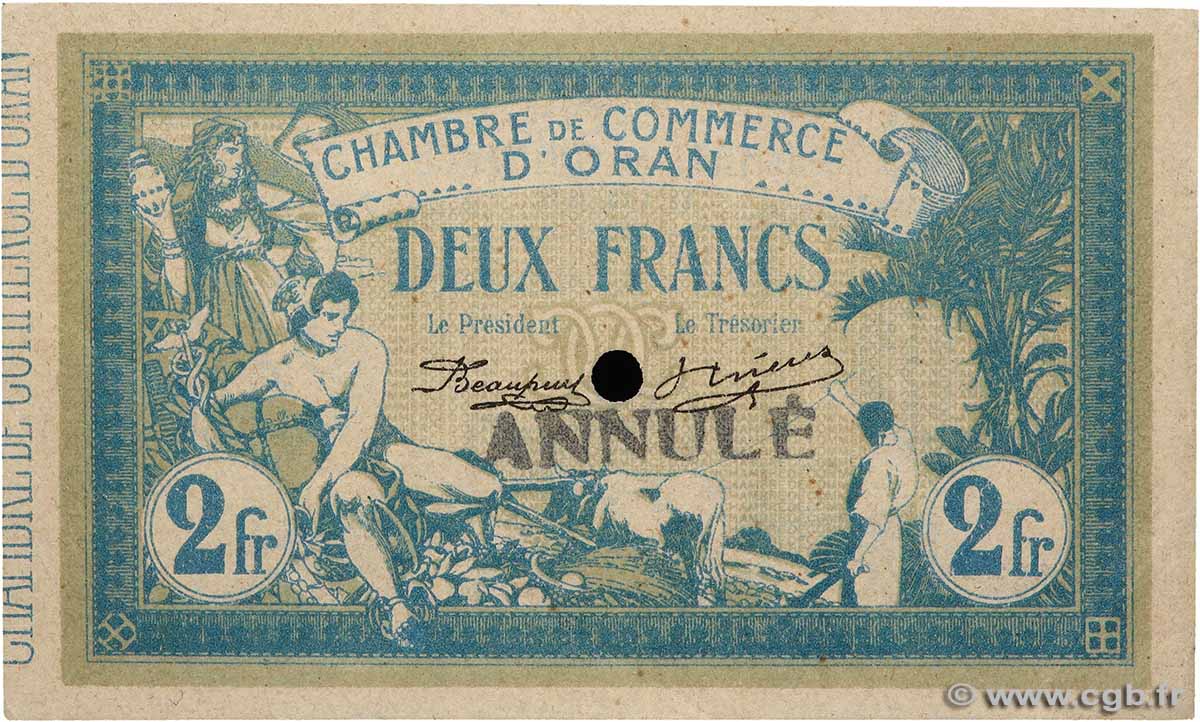 CHAMBRE DE COMMERCE
D'ORAN
DEUX FRANCS
Le Président Le Trésorier
Beaupuy
ANNULÉ
2fr 2fr
CHAMBRE DE COMMERCE D'ORAN
© www.cgb.fr